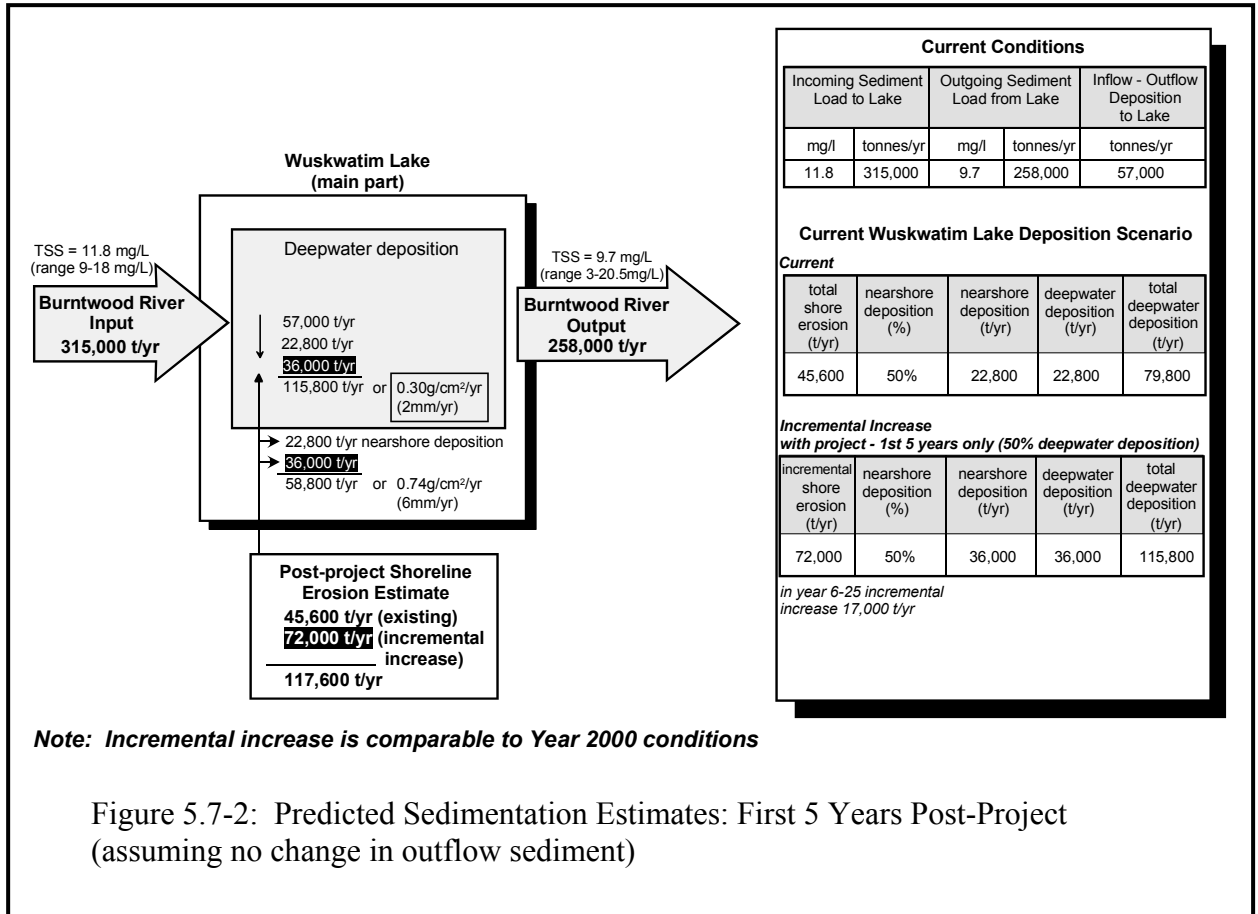 Wuskwatim Lake
(main part)
TSS = 11.8 mg/L
(range 9-18 mg/L)
Burntwood River
Input
315,000 t/yr
Deepwater deposition
57,000 t/yr
22,800 t/yr
36,000 t/yr
115,800 t/yr or 0.30g/cm²/yr
(2mm/yr)
22,800 t/yr nearshore deposition
36,000 t/yr
58,800 t/yr or 0.74g/cm²/yr
(6mm/yr)
TSS = 9.7 mg/L
(range 3-20.5mg/L)
Burntwood River
Output
258,000 t/yr
Post-project Shoreline
Erosion Estimate
45,600 t/yr (existing)
72,000 t/yr (incremental
increase)
117,600 t/yr
Current Conditions
Incoming Sediment Outgoing Sediment Inflow - Outflow
Load to Lake Load from Lake Deposition
to Lake
mg/l tonnes/yr mg/l tonnes/yr tonnes/yr
11.8 315,000 9.7 258,000 57,000
Current Wuskwatim Lake Deposition Scenario
Current
total nearshore nearshore deepwater total
shore deposition deposition deposition deepwater
erosion (%) (t/yr) (t/yr) deposition
(t/yr) (t/yr)
45,600 50% 22,800 22,800 79,800
Incremental Increase
with project - 1st 5 years only (50% deepwater deposition)
incremental nearshore nearshore deepwater total
shore deposition deposition deposition deepwater
erosion (%) (t/yr) (t/yr) deposition
(t/yr) (t/yr)
72,000 50% 36,000 36,000 115,800
in year 6-25 incremental
increase 17,000 t/yr
Note: Incremental increase is comparable to Year 2000 conditions
Figure 5.7-2: Predicted Sedimentation Estimates: First 5 Years Post-Project
(assuming no change in outflow sediment)